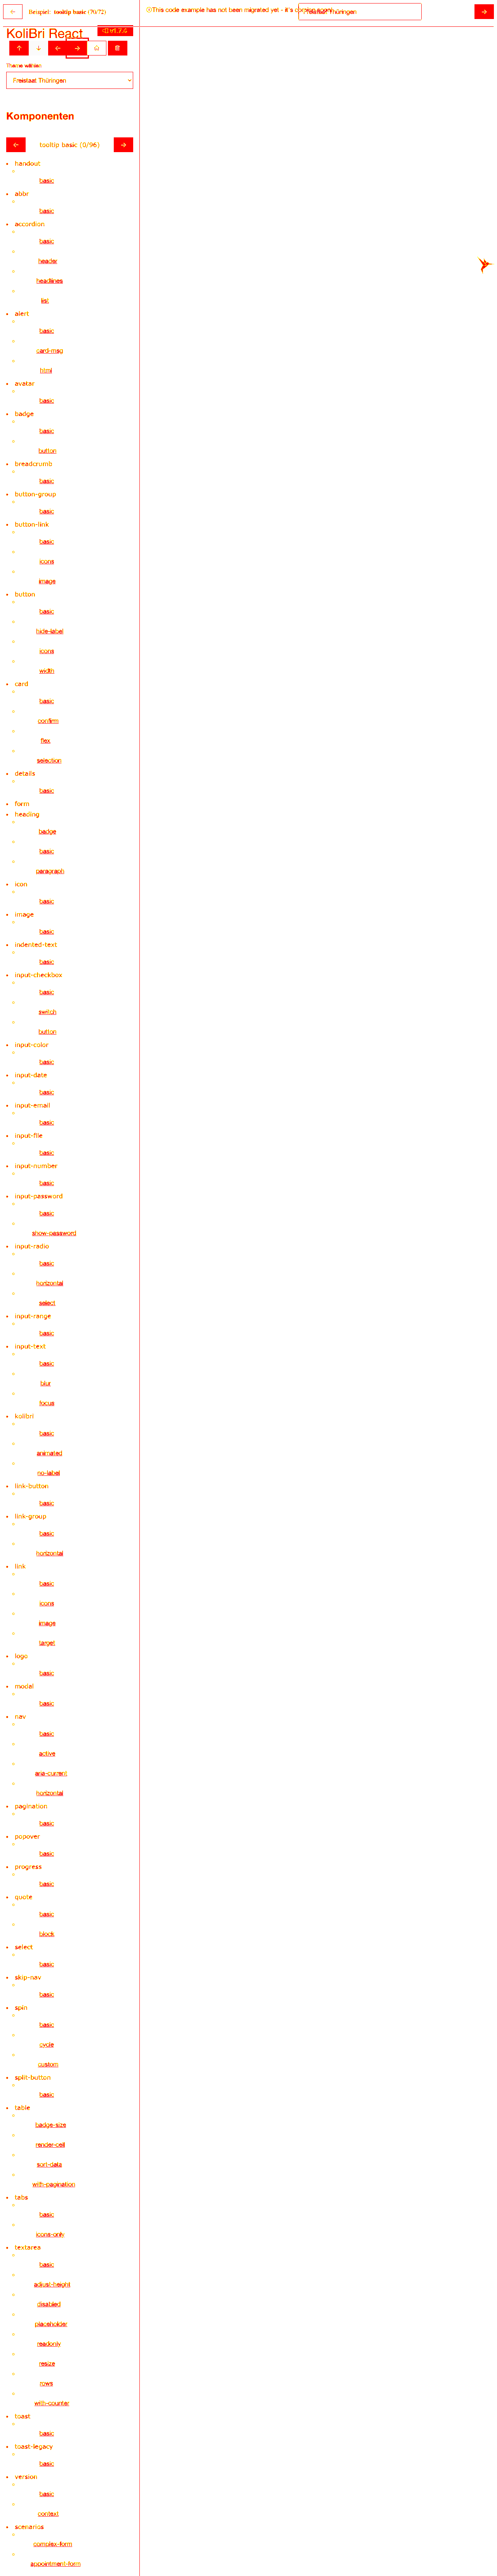 This code example has not been migrated yet - it's coming soon!
Freistaat Thüringen
KoliBri React
Freistaat Thüringen
Komponenten
tooltip basic (0/96)
handout
basic
abbr
basic
accordion
basic
header
headlines
list
alert
basic
card-msg
html
avatar
basic
badge
basic
button
breadcrumb
basic
button-group
basic
button-link
basic
icons
image
button
basic
hide-label
icons
width
card
basic
confirm
flex
selection
details
basic
form
heading
badge
basic
paragraph
icon
basic
image
basic
indented-text
basic
input-checkbox
basic
switch
button
input-color
basic
input-date
basic
input-email
basic
input-file
basic
input-number
basic
input-password
basic
show-password
input-radio
basic
horizontal
select
input-range
basic
input-text
basic
blur
focus
kolibri
basic
animated
no-label
link-button
basic
link-group
basic
horizontal
link
basic
icons
image
target
logo
basic
modal
basic
nav
basic
active
aria-current
horizontal
pagination
basic
popover
basic
progress
basic
quote
basic
block
select
basic
skip-nav
basic
spin
basic
cycle
custom
split-button
basic
table
badge-size
render-cell
sort-data
with-pagination
tabs
basic
icons-only
textarea
basic
adjust-height
disabled
placeholder
readonly
resize
rows
with-counter
toast
basic
toast-legacy
basic
version
basic
context
scenarios
complex-form
appointment-form